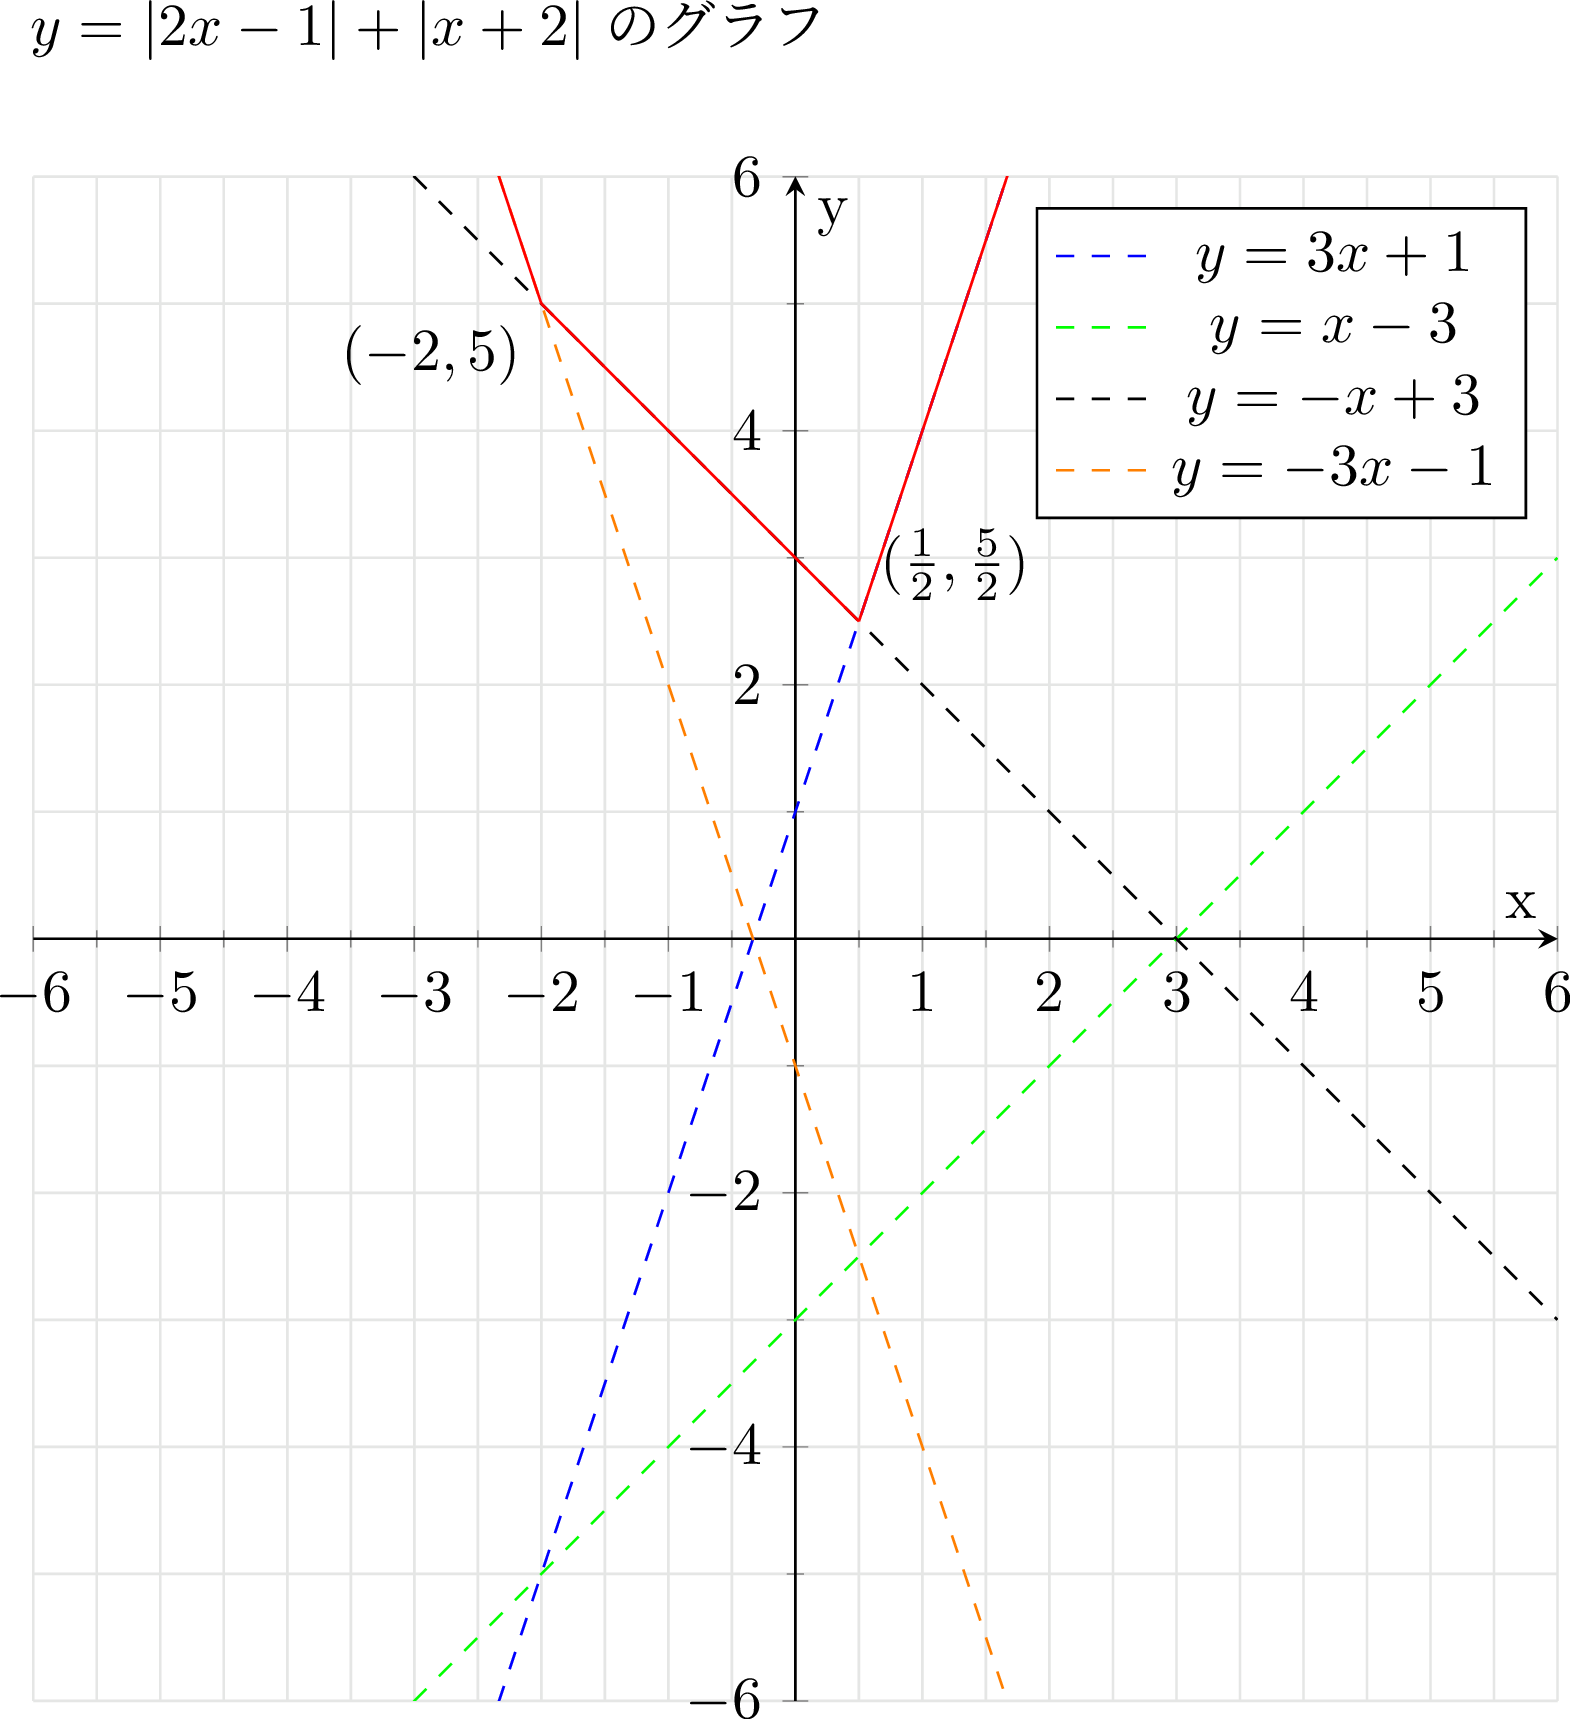 y = |2x − 1| + |x + 2| のグラフ
6
y
y = 3x + 1
y = x − 3
y = −x + 3
y = −3x − 1
(−2, 5)
4
(1/2, 5/2)
2
x
−6 −5 −4 −3 −2 −1 1 2 3 4 5 6
−2
−4
−6